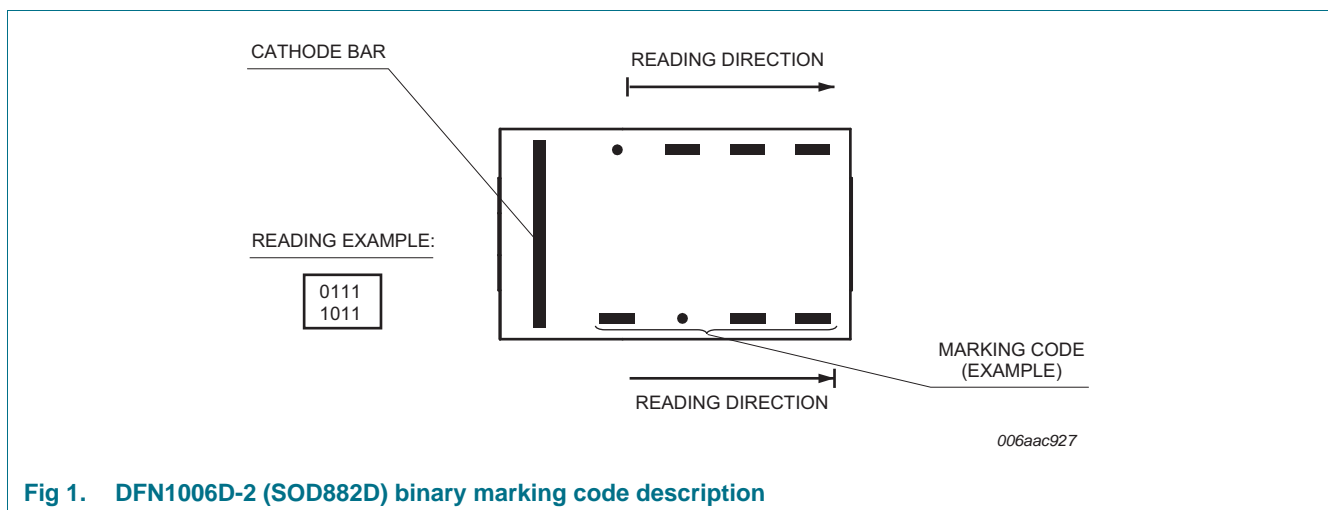 CATHODE BAR
READING DIRECTION
READING EXAMPLE:
0111
1011
MARKING CODE
(EXAMPLE)
READING DIRECTION
006aac927
Fig 1. DFN1006D-2 (SOD882D) binary marking code description